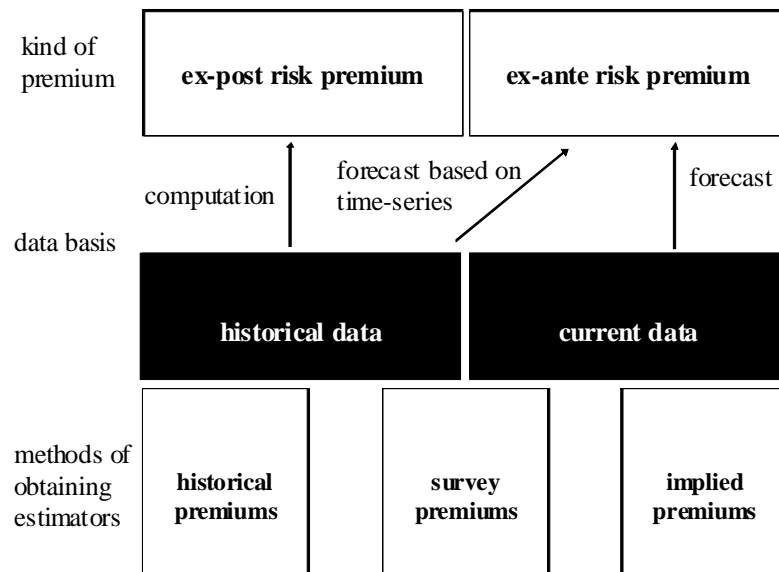 kind of
premium
ex-post risk premium
ex-ante risk premium
computation
forecast based on
time-series
forecast
data basis
historical data
current data
methods of
obtaining
estimators
historical
premiums
survey
premiums
implied
premiums